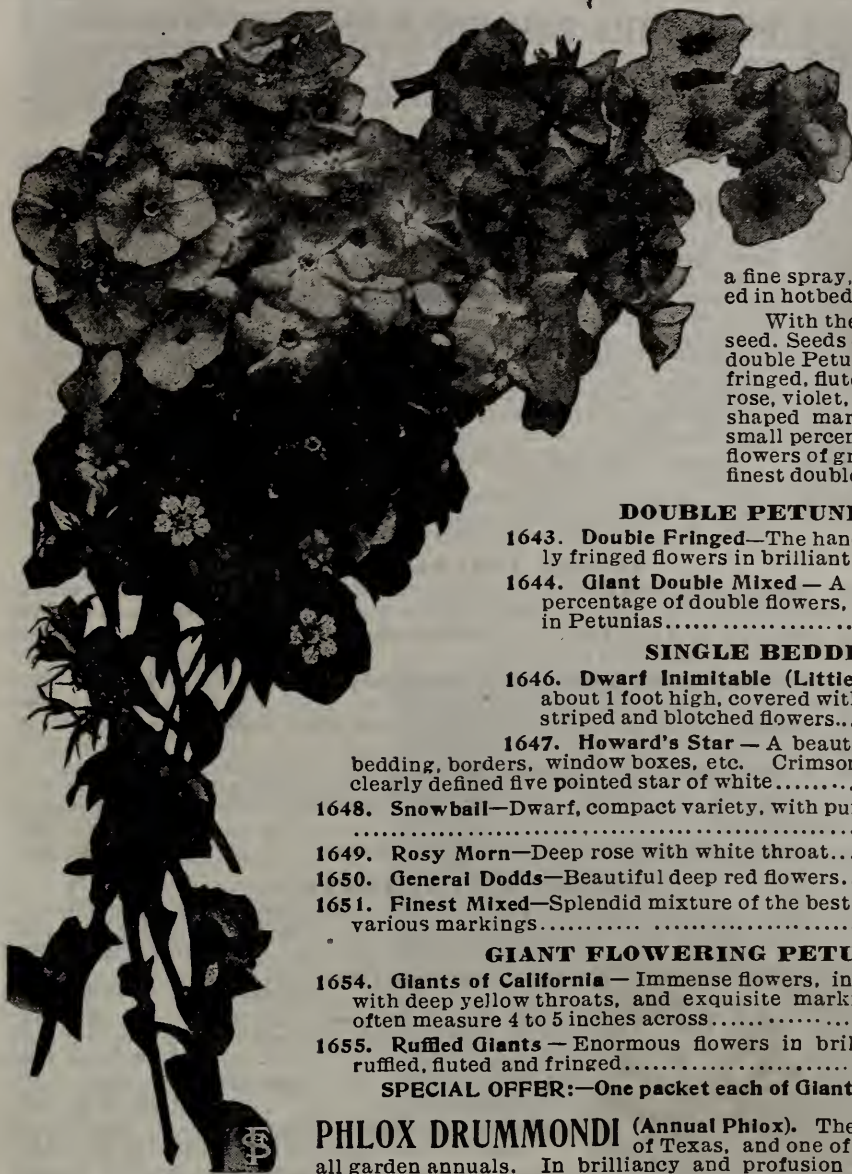 a fine spray,
ed in hotbed
With the
seed. Seeds
double Petu
fringed, flute
rose, violet,
shaped mar
small percen
flowers of gr
finest double
DOUBLE PETUNI
1643. Double Fringed—The han
ly fringed flowers in brilliant
1644. Giant Double Mixed — A
percentage of double flowers,
in Petunias....................
SINGLE BEDDI
1646. Dwarf Inimitable (Little
about 1 foot high, covered with
striped and blotched flowers...
1647. Howard's Star — A beaut
bedding, borders, window boxes, etc. Crimson
clearly defined five pointed star of white.........
1648. Snowball—Dwarf, compact variety, with pu
............................................................
1649. Rosy Morn—Deep rose with white throat...
1650. General Dodds—Beautiful deep red flowers.
1651. Finest Mixed—Splendid mixture of the best
various markings........... ......................
GIANT FLOWERING PETU
1654. Giants of California — Immense flowers, in
with deep yellow throats, and exquisite marki
often measure 4 to 5 inches across..............
1655. Ruffled Giants — Enormous flowers in bril
ruffled, fluted and fringed........................
SPECIAL OFFER:—One packet each of Giant
PHLOX DRUMMONDI (Annual Phlox). The
of Texas, and one of
all garden annuals. In brilliancy and profusion